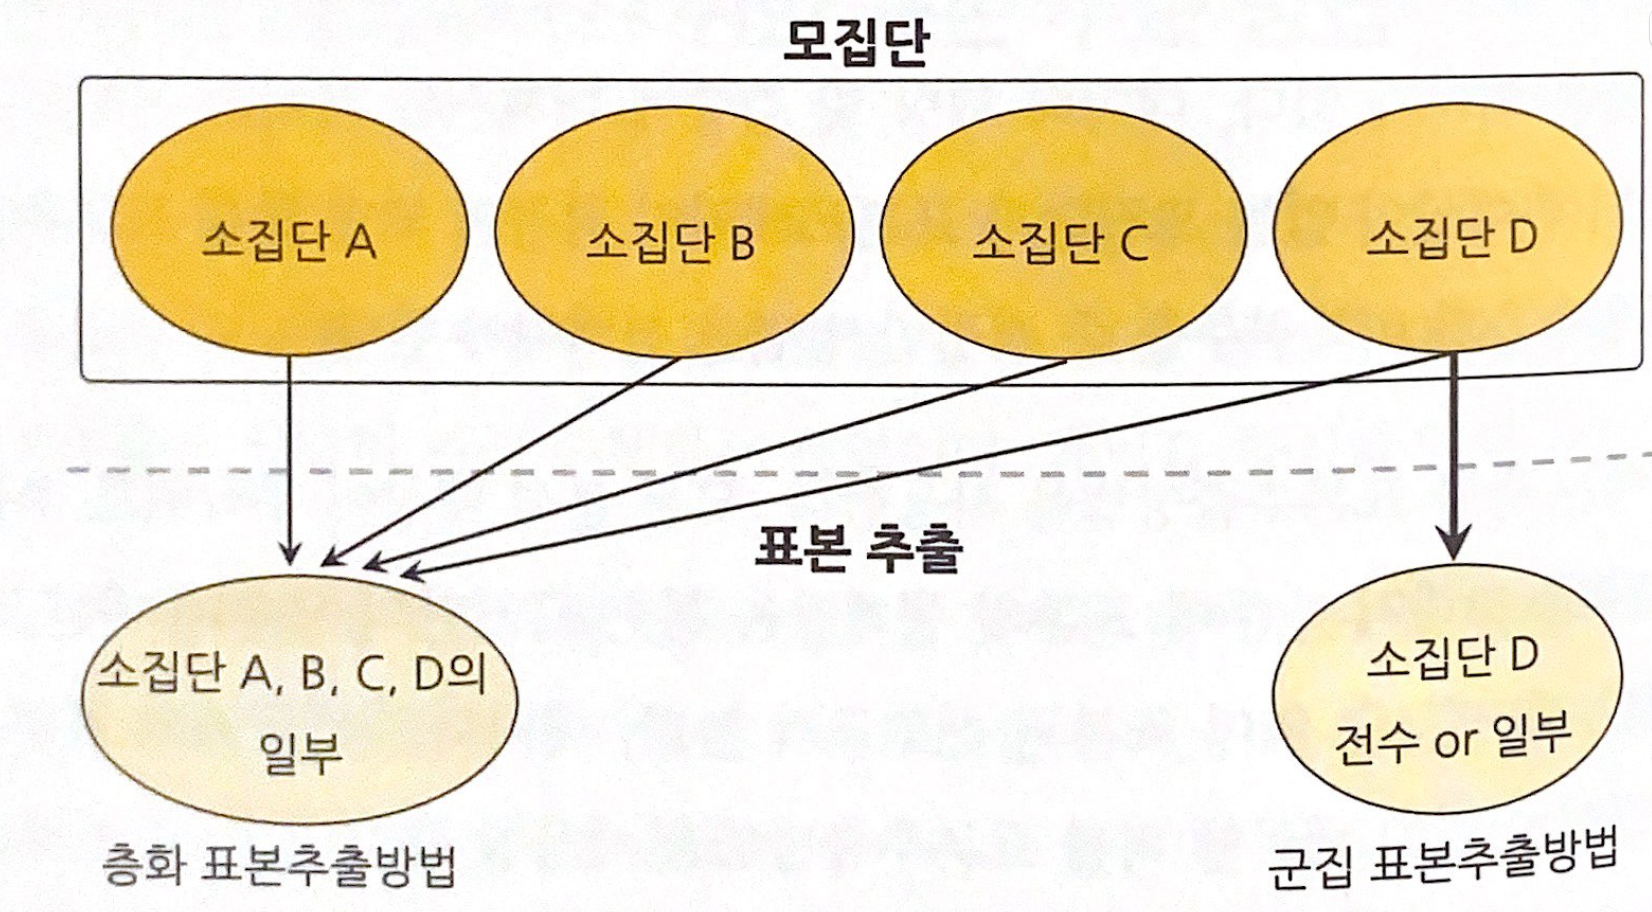 모집단
소집단 A
소집단 B
소집단 C
소집단 D
표본 추출
소집단 A, B, C, D의
일부
소집단 D
전수 or 일부
층화 표본추출방법
군집 표본추출방법